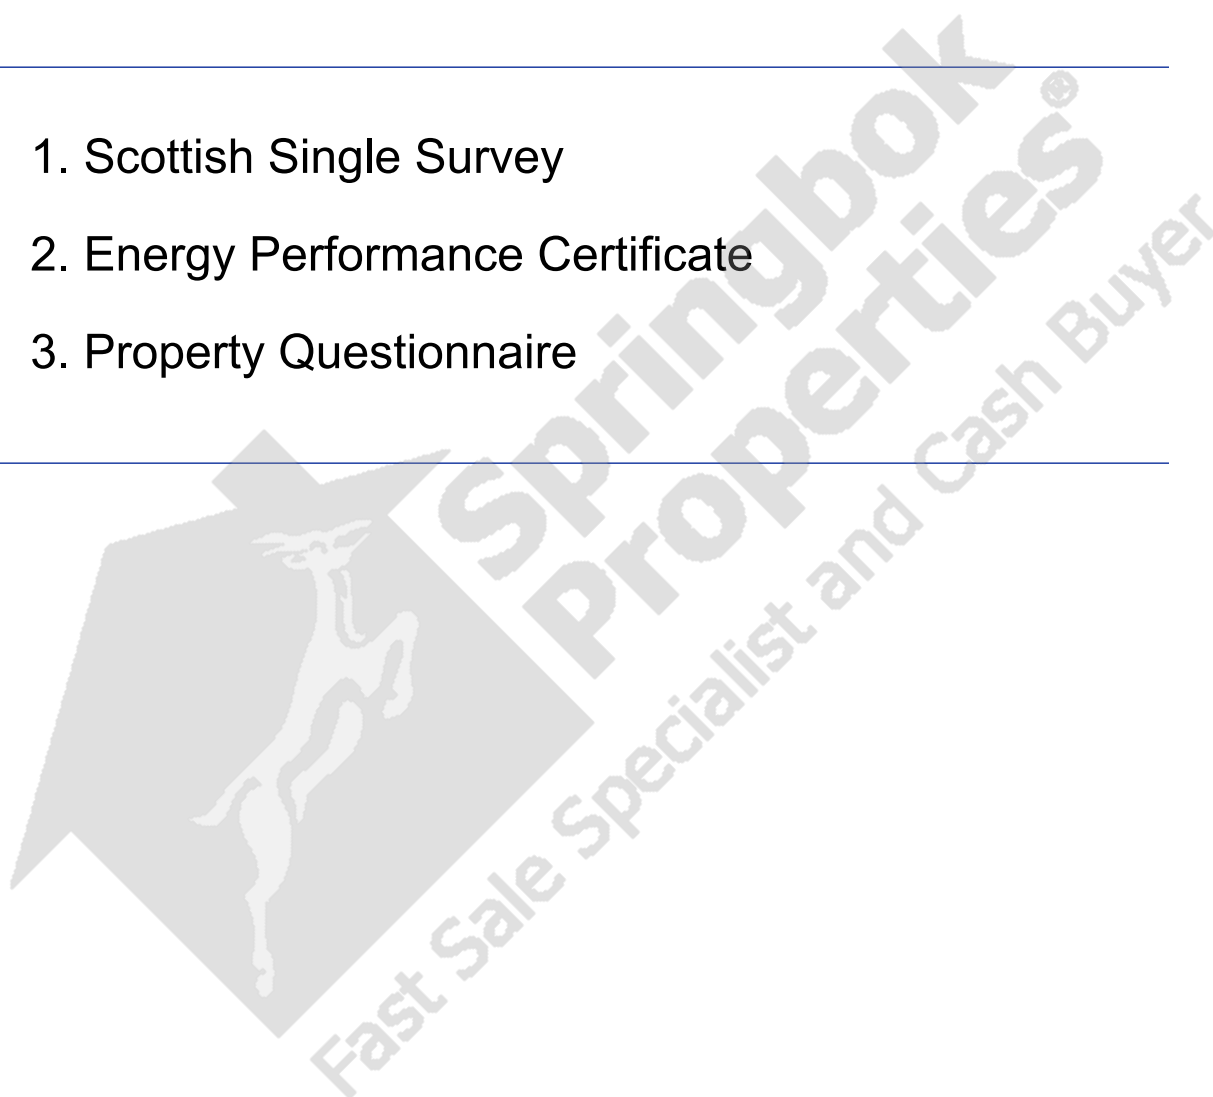 1. Scottish Single Survey
2. Energy Performance Certificate
3. Property Questionnaire
Springbok
Properties®
Fast Sale Specialist and Cash Buyer